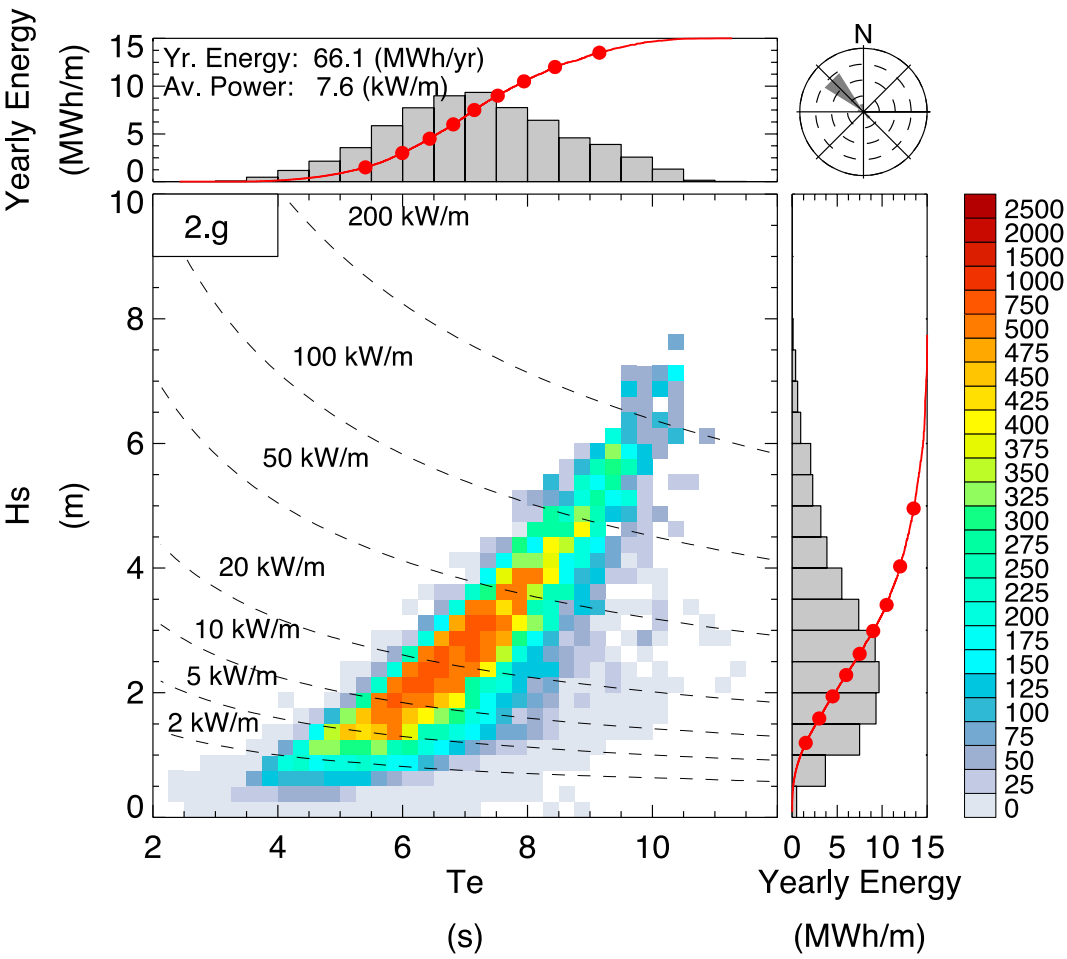 Yearly Energy
(MWh/m)
15
10
5
0
Yr. Energy: 66.1 (MWh/yr)
Av. Power: 7.6 (kW/m)
N
2.g
200 kW/m
100 kW/m
50 kW/m
20 kW/m
10 kW/m
5 kW/m
2 kW/m
Hs
(m)
10
8
6
4
2
0
2 4 6 8 10
Te
(s)
0 5 10 15
Yearly Energy
(MWh/m)
2500
2000
1500
1000
750
500
475
450
425
400
375
350
325
300
275
250
225
200
175
150
125
100
75
50
25
0